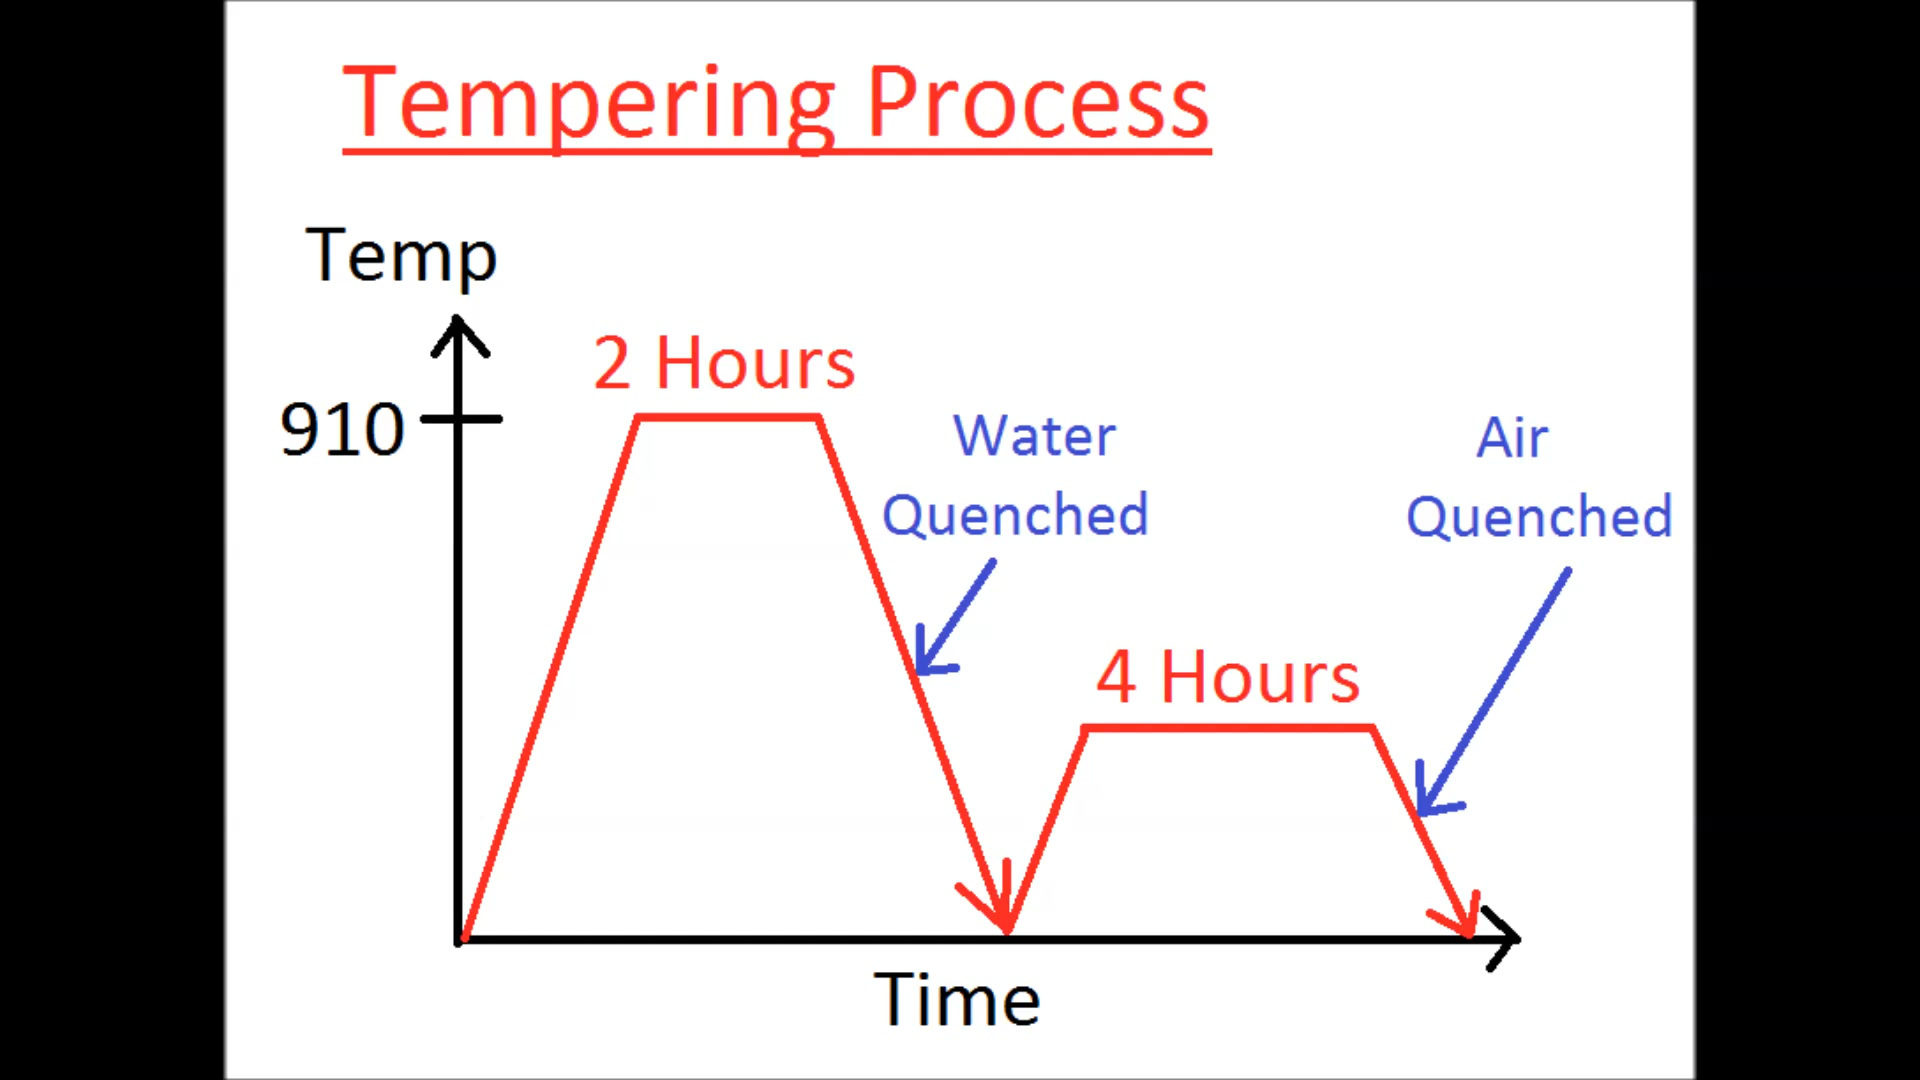 Tempering Process
Temp
2 Hours
910
Water
Quenched
Air
Quenched
4 Hours
Time